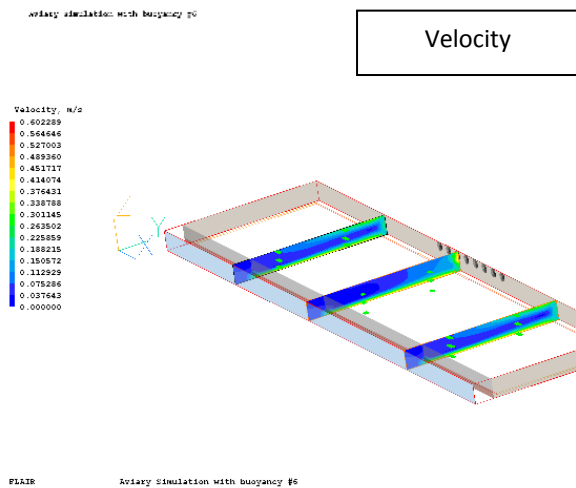 Aviary simulation with buoyancy #6
Velocity
Velocity, m/s
0.602289
0.564646
0.527003
0.489360
0.451717
0.414074
0.376431
0.338788
0.301145
0.263502
0.225859
0.188215
0.150572
0.112929
0.075286
0.037643
0.000000
Y
X
FLAIR Aviary Simulation with buoyancy #6